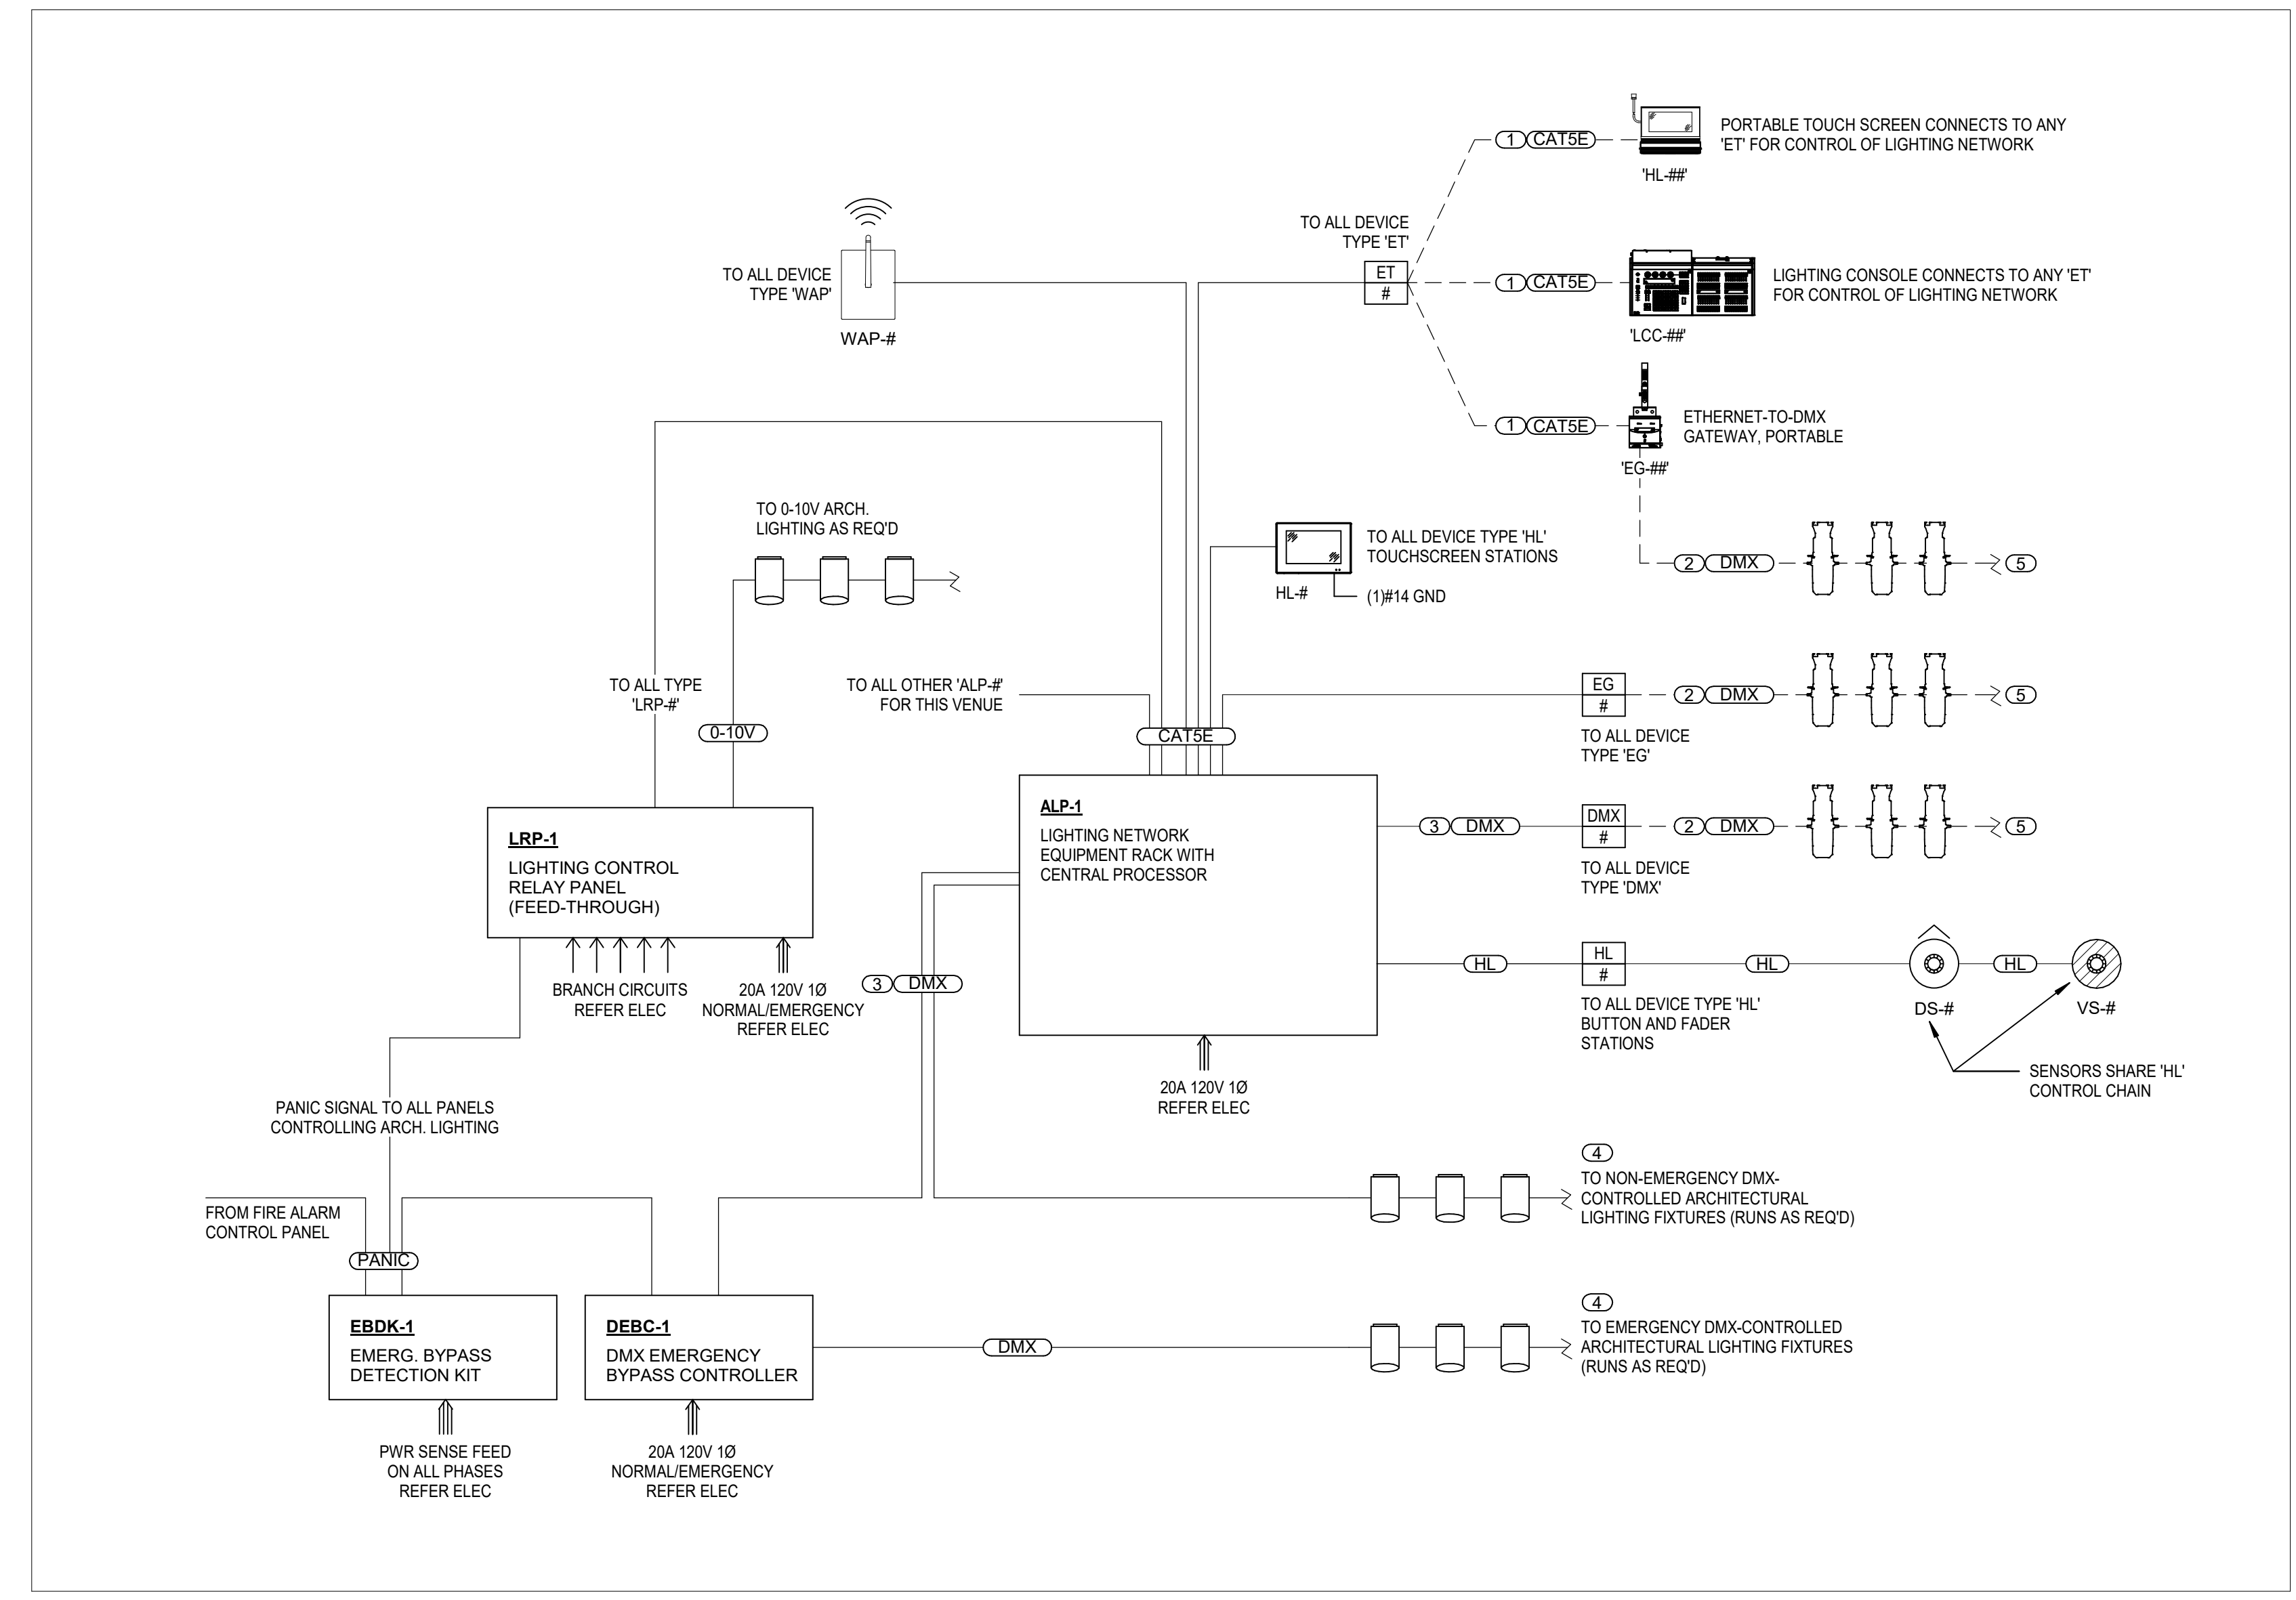 1 CAT5E
PORTABLE TOUCH SCREEN CONNECTS TO ANY
'ET' FOR CONTROL OF LIGHTING NETWORK
'HL-##'
TO ALL DEVICE
TYPE 'ET'
ET
#
1 CAT5E
LIGHTING CONSOLE CONNECTS TO ANY 'ET'
FOR CONTROL OF LIGHTING NETWORK
'LCC-##'
TO ALL DEVICE
TYPE 'WAP'
WAP-#
1 CAT5E
ETHERNET-TO-DMX
GATEWAY, PORTABLE
'EG-##'
2 DMX
5
TO 0-10V ARCH.
LIGHTING AS REQ'D
TO ALL DEVICE TYPE 'HL'
TOUCHSCREEN STATIONS
HL-#
(1)#14 GND
TO ALL TYPE
'LRP-#'
0-10V
TO ALL OTHER 'ALP-#'
FOR THIS VENUE
CAT5E
EG
#
2 DMX
5
TO ALL DEVICE
TYPE 'EG'
ALP-1
LIGHTING NETWORK
EQUIPMENT RACK WITH
CENTRAL PROCESSOR
3 DMX
DMX
#
2 DMX
5
TO ALL DEVICE
TYPE 'DMX'
LRP-1
LIGHTING CONTROL
RELAY PANEL
(FEED-THROUGH)
BRANCH CIRCUITS
REFER ELEC
20A 120V 1Ø
NORMAL/EMERGENCY
REFER ELEC
3 DMX
HL
HL
#
HL
HL
DS-#
VS-#
TO ALL DEVICE TYPE 'HL'
BUTTON AND FADER
STATIONS
SENSORS SHARE 'HL'
CONTROL CHAIN
20A 120V 1Ø
REFER ELEC
PANIC SIGNAL TO ALL PANELS
CONTROLLING ARCH. LIGHTING
FROM FIRE ALARM
CONTROL PANEL
PANIC
4
TO NON-EMERGENCY DMX-
CONTROLLED ARCHITECTURAL
LIGHTING FIXTURES (RUNS AS REQ'D)
EBDK-1
EMERG. BYPASS
DETECTION KIT
DEBC-1
DMX EMERGENCY
BYPASS CONTROLLER
DMX
4
TO EMERGENCY DMX-CONTROLLED
ARCHITECTURAL LIGHTING FIXTURES
(RUNS AS REQ'D)
PWR SENSE FEED
ON ALL PHASES
REFER ELEC
20A 120V 1Ø
NORMAL/EMERGENCY
REFER ELEC